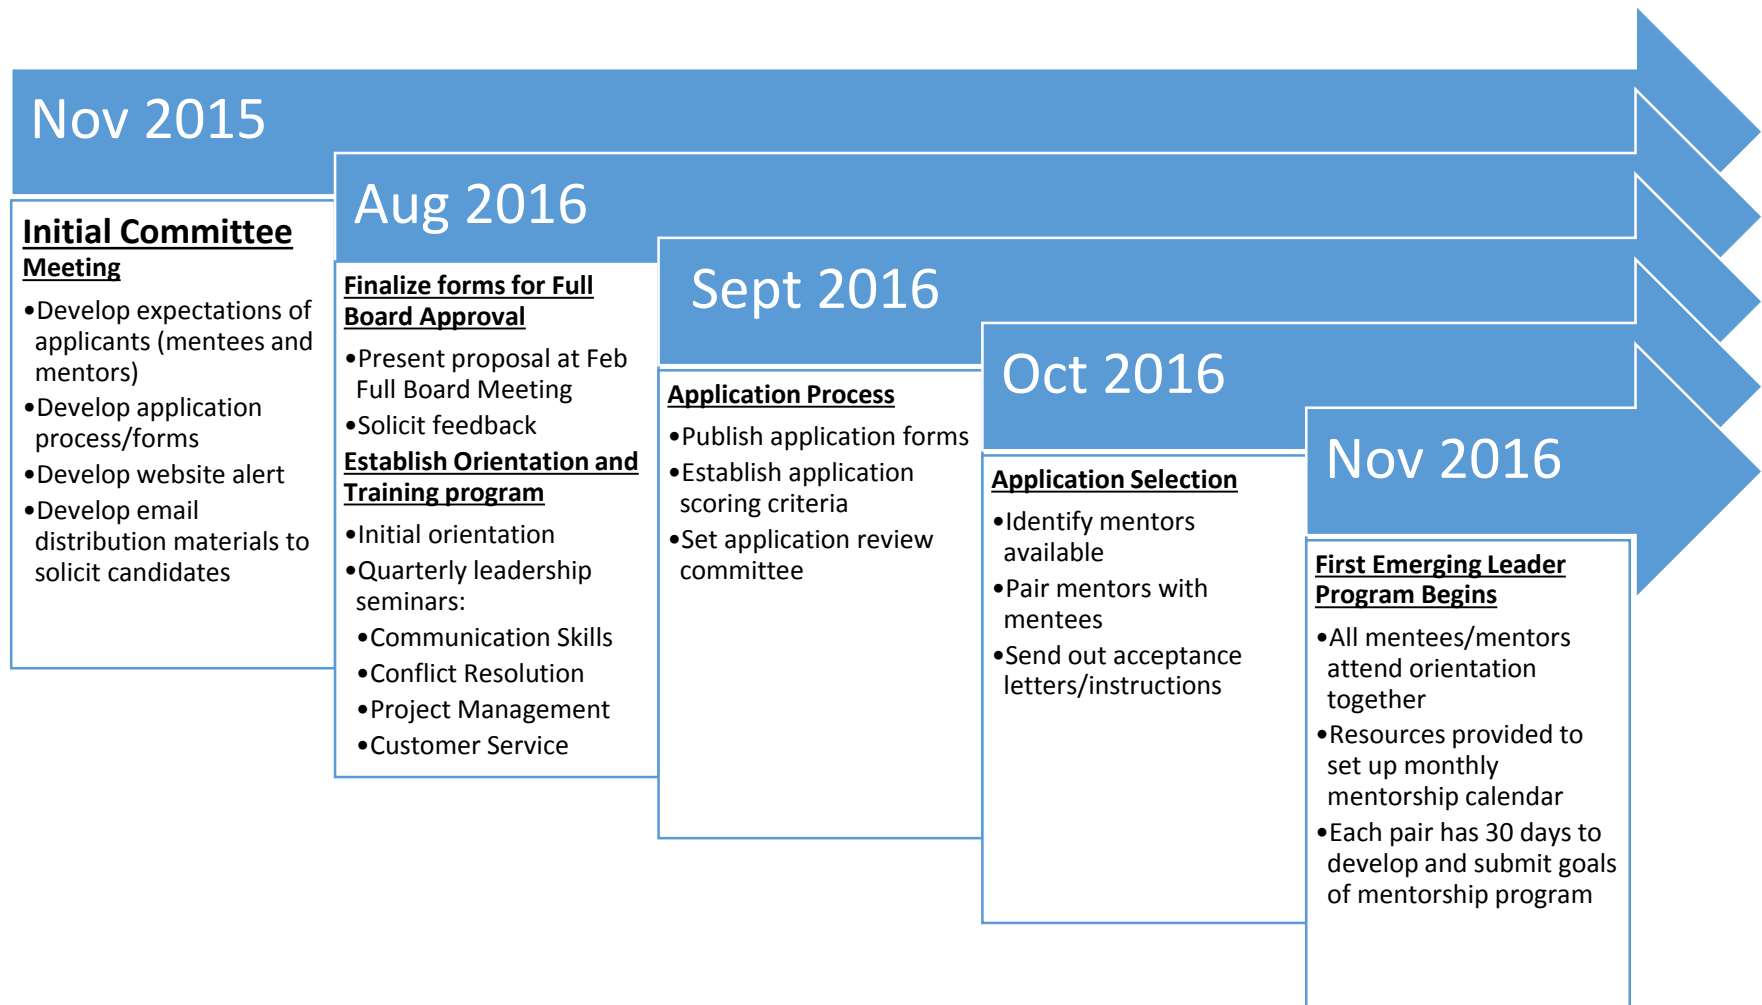 Nov 2015
Initial Committee
Meeting
•Develop expectations of
applicants (mentees and
mentors)
•Develop application
process/forms
•Develop website alert
•Develop email
distribution materials to
solicit candidates
Aug 2016
Finalize forms for Full
Board Approval
•Present proposal at Feb
Full Board Meeting
•Solicit feedback
Establish Orientation and
Training program
•Initial orientation
•Quarterly leadership
seminars:
•Communication Skills
•Conflict Resolution
•Project Management
•Customer Service
Sept 2016
Application Process
•Publish application forms
•Establish application
scoring criteria
•Set application review
committee
Oct 2016
Application Selection
•Identify mentors
available
•Pair mentors with
mentees
•Send out acceptance
letters/instructions
Nov 2016
First Emerging Leader
Program Begins
•All mentees/mentors
attend orientation
together
•Resources provided to
set up monthly
mentorship calendar
•Each pair has 30 days to
develop and submit goals
of mentorship program